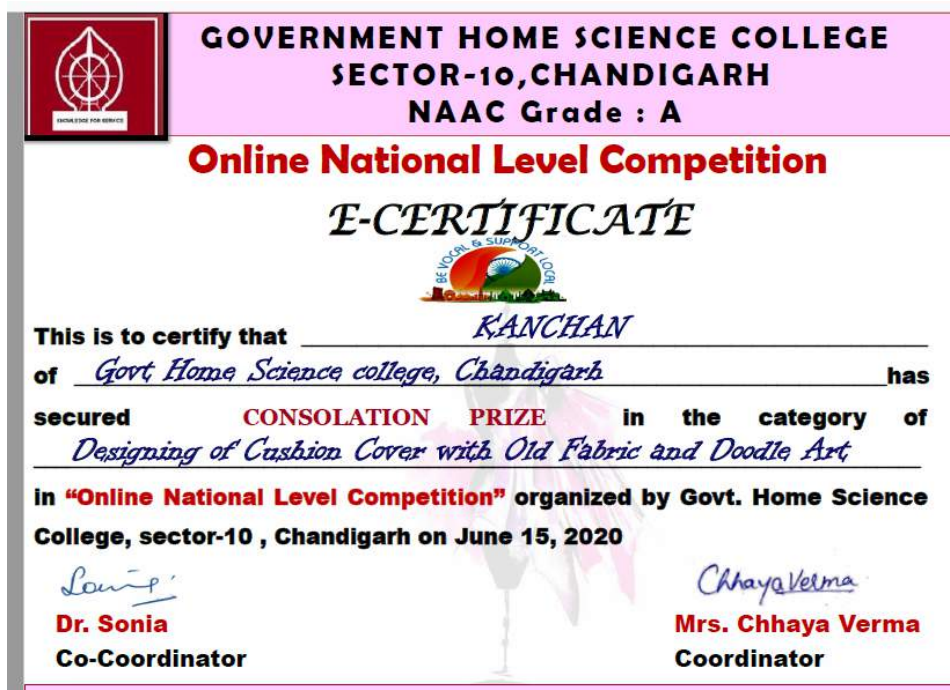 GOVERNMENT HOME SCIENCE COLLEGE
SECTOR-10,CHANDIGARH
NAAC Grade : A
KNOWLEDGE FOR SERVICE
Online National Level Competition
E-CERTIFICATE
BE VOCAL & SUPPORT LOCAL
This is to certify that KANCHAN
of Govt Home Science college, Chandigarh has
secured CONSOLATION PRIZE in the category of
Designing of Cushion Cover with Old Fabric and Doodle Art
in “Online National Level Competition” organized by Govt. Home Science
College, sector-10 , Chandigarh on June 15, 2020
Sonia Chhaya Verma
Dr. Sonia Mrs. Chhaya Verma
Co-Coordinator Coordinator